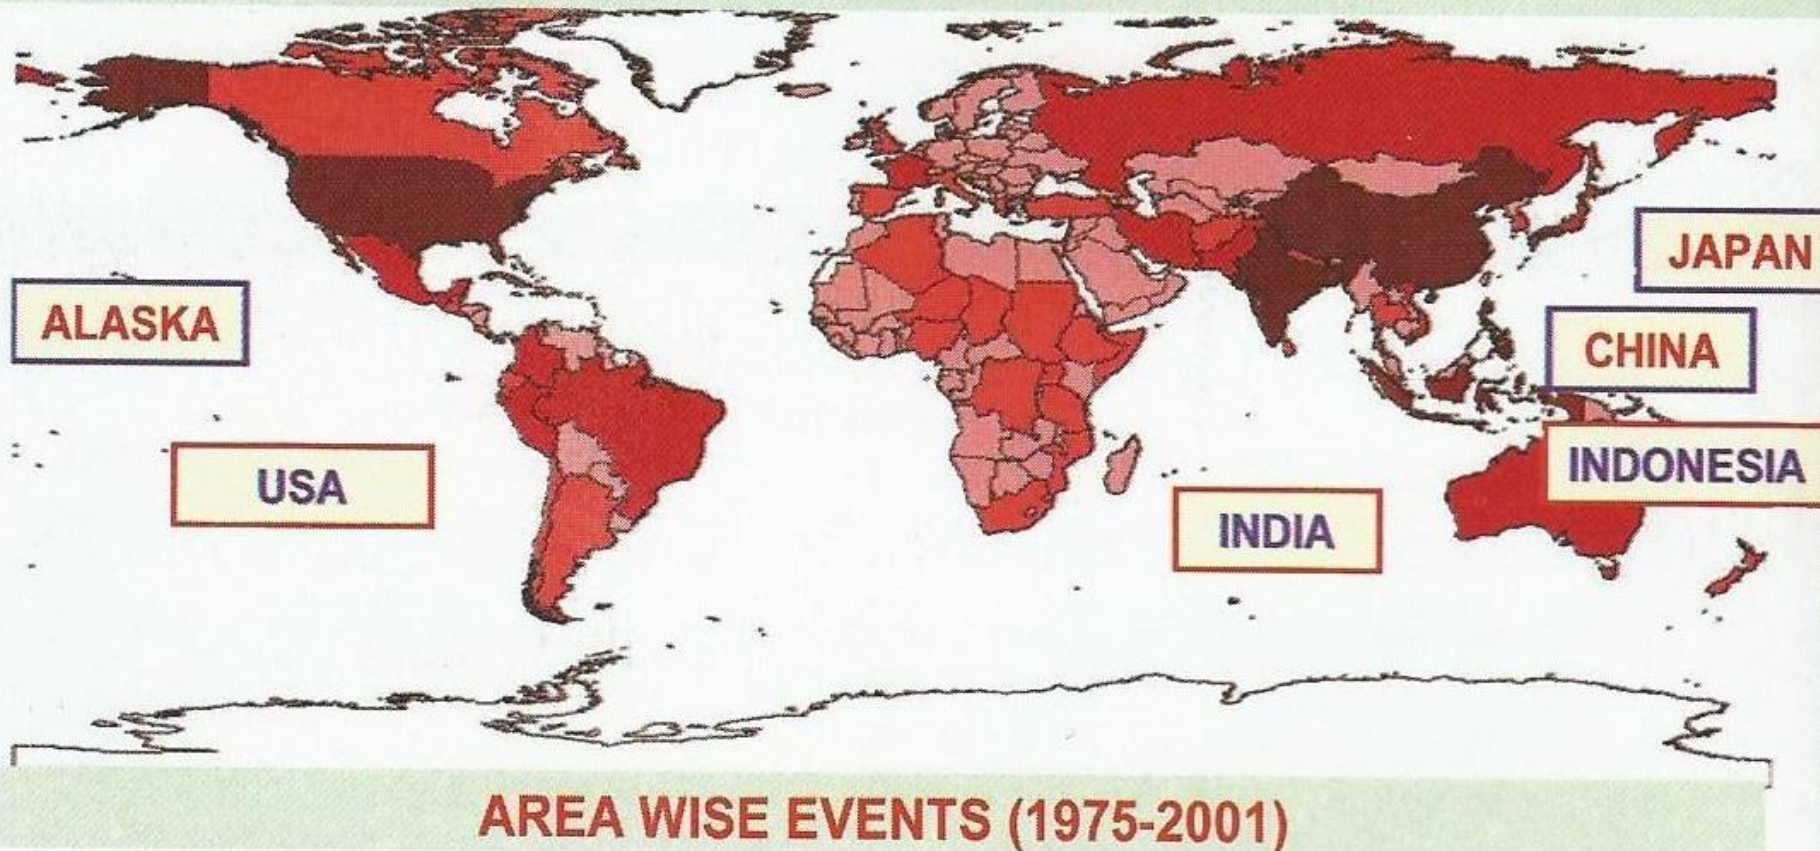 JAPAN
ALASKA
CHINA
USA
INDONESIA
INDIA
AREA WISE EVENTS (1975-2001)